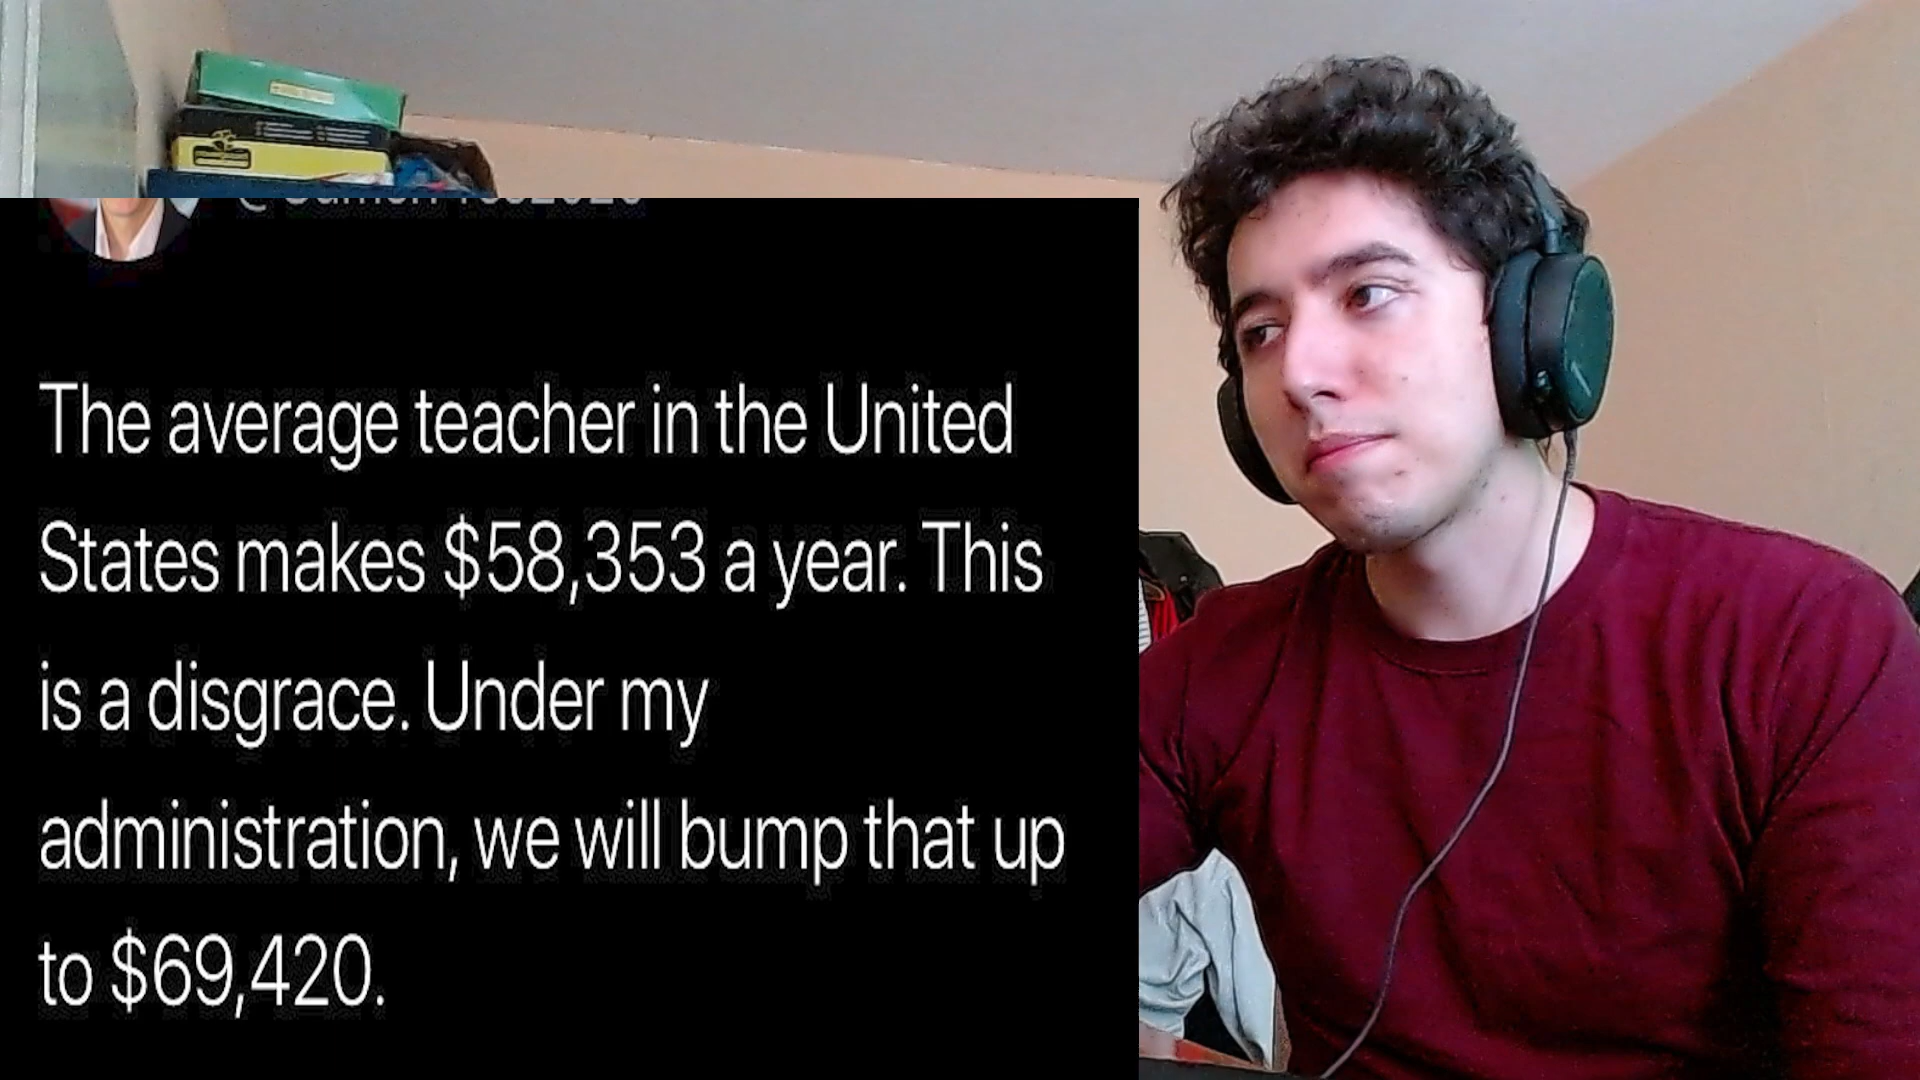 The average teacher in the United
States makes $58,353 a year. This
is a disgrace. Under my
administration, we will bump that up
to $69,420.